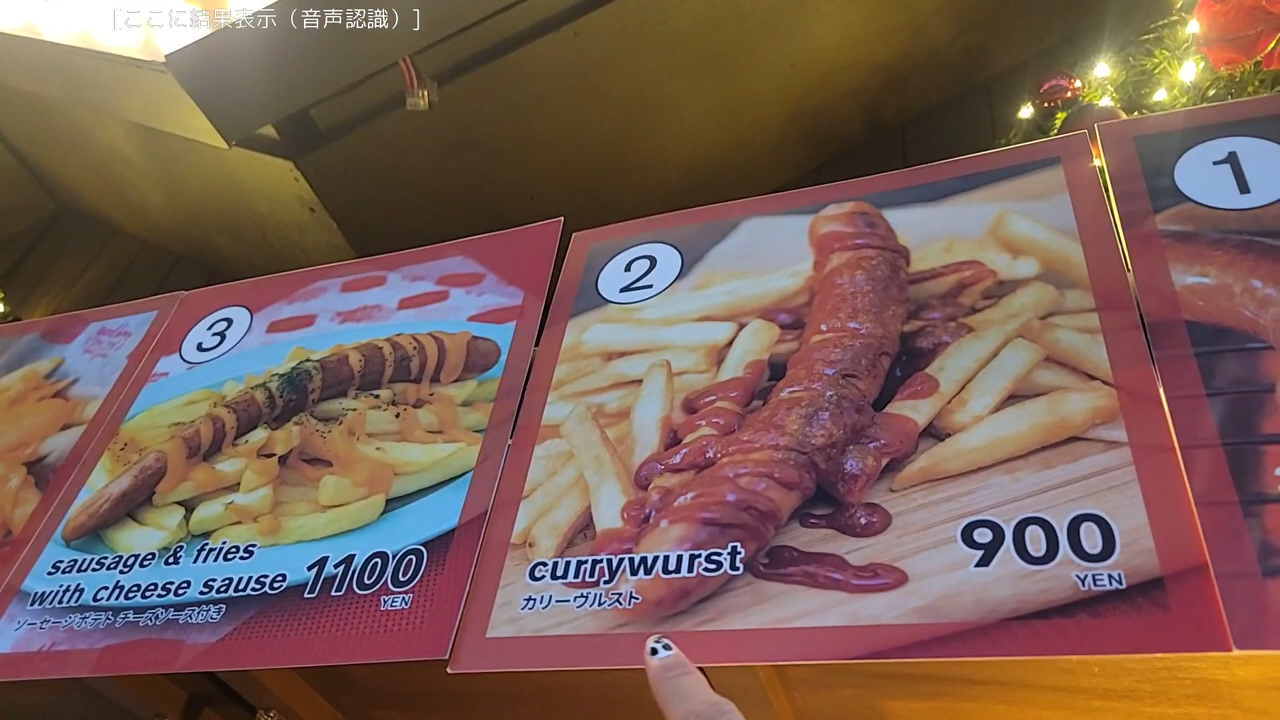 [ここに結果表示（音声認識）]
3
sausage & fries
with cheese sause
1100
YEN
ソーセージポテト チーズソース付き
2
currywurst
カリーヴルスト
900
YEN
1